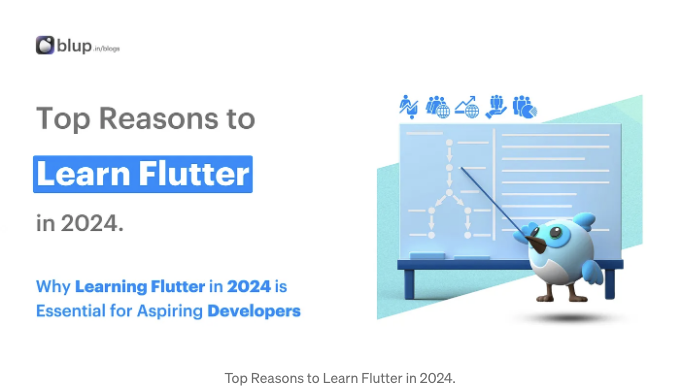 blup.in/blogs
Top Reasons to
Learn Flutter
in 2024.
Why Learning Flutter in 2024 is
Essential for Aspiring Developers
Top Reasons to Learn Flutter in 2024.